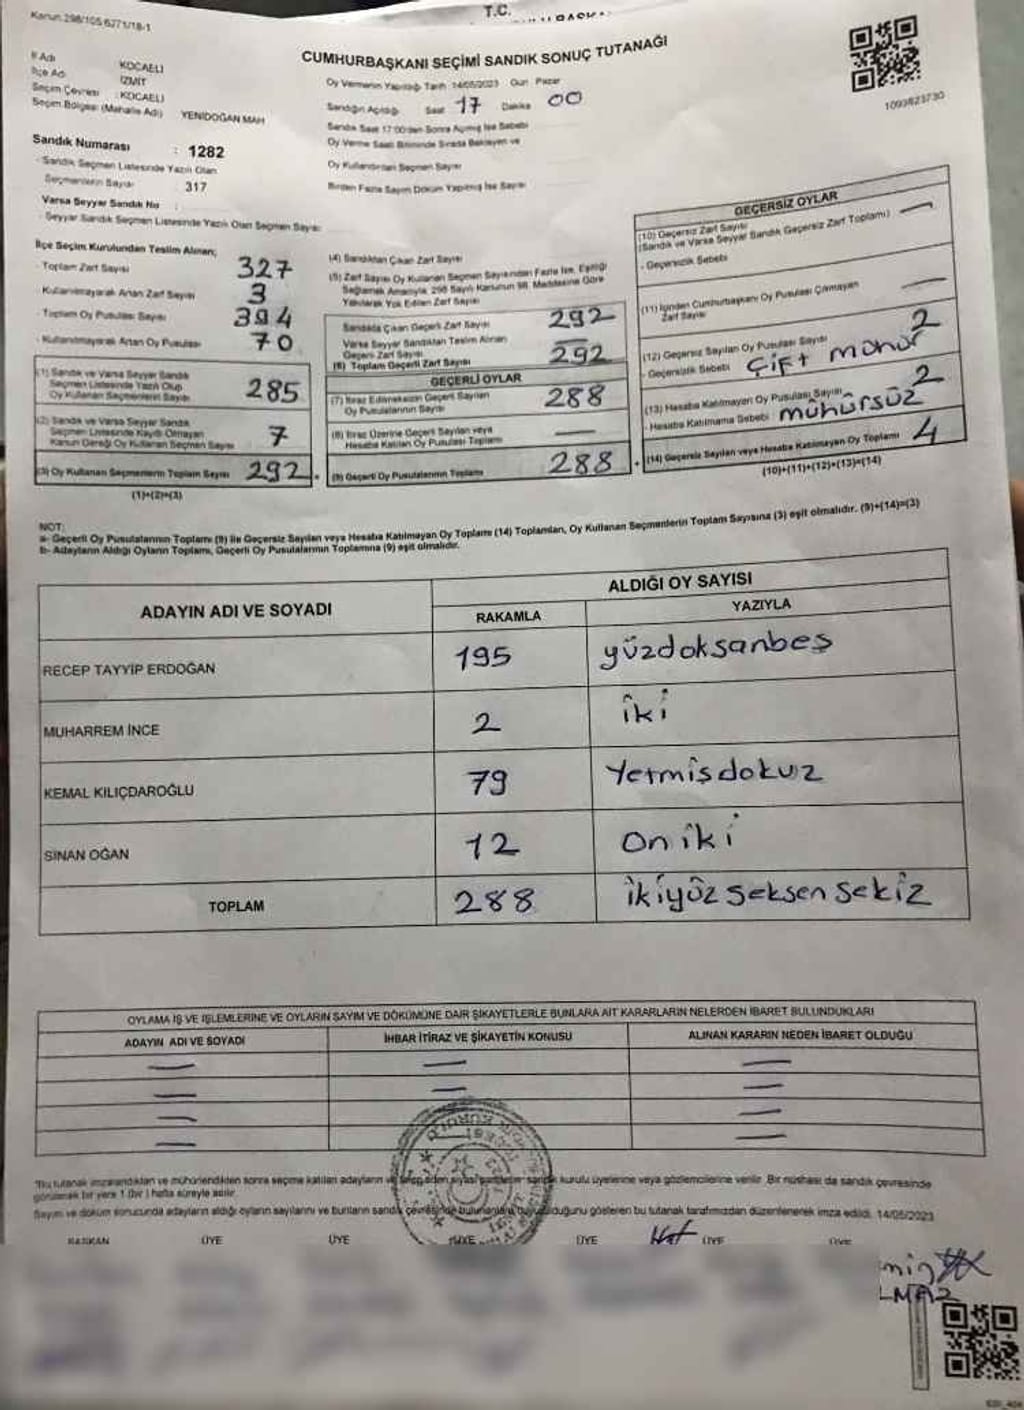 Kanun 298/105 6271/18-1
T.C.
CUMHURBAŞKANI SEÇİMİ SANDIK SONUÇ TUTANAĞI
İl Adı KOCAELİ
İlçe Adı İZMİT
Seçim Çevresi : KOCAELİ
Seçim Bölgesi (Mahalle Adı) YENİDOĞAN MAH
Oy Vermenin Yapıldığı Tarih 14/05/2023 Gün Pazar
Sandığın Açıldığı Saat 17 Dakika 00
Sandık Saat 17:00'den Sonra Açılmış İse Sebebi
Oy Verme Saati Bitiminde Sırada Bekleyen ve
Oy Kullandırılan Seçmen Sayısı
Birden Fazla Sayım Döküm Yapılmış İse Sayısı
1093823730
Sandık Numarası : 1282
- Sandık Seçmen Listesinde Yazılı Olan
Seçmenlerin Sayısı 317
Varsa Seyyar Sandık No :
- Seyyar Sandık Seçmen Listesinde Yazılı Olan Seçmen Sayısı
İlçe Seçim Kurulundan Teslim Alınan;
- Toplam Zarf Sayısı 327
- Kullanılmayarak Artan Zarf Sayısı 3
- Toplam Oy Pusulası Sayısı 394
- Kullanılmayarak Artan Oy Pusulası 70
(1) Sandık ve Varsa Seyyar Sandık
Seçmen Listesinde Yazılı Olup
Oy Kullanan Seçmenlerin Sayısı 285
(2) Sandık ve Varsa Seyyar Sandık
Seçmen Listesinde Kayıtlı Olmayan
Kanun Gereği Oy Kullanan Seçmen Sayısı 7
(3) Oy Kullanan Seçmenlerin Toplam Sayısı 292
(1)+(2)=(3)
(4) Sandıktan Çıkan Zarf Sayısı
(5) Zarf Sayısı Oy Kullanan Seçmen Sayısından Fazla İse, Eşitliği
Sağlamak Amacıyla, 298 Sayılı Kanunun 98. Maddesine Göre
Yakılarak Yok Edilen Zarf Sayısı
Sandıkta Çıkan Geçerli Zarf Sayısı 292
Varsa Seyyar Sandıktan Teslim Alınan
Geçerli Zarf Sayısı —
(6) Toplam Geçerli Zarf Sayısı 292
GEÇERLİ OYLAR
(7) İtiraz Edilmeksizin Geçerli Sayılan
Oy Pusulalarının Sayısı 288
(8) İtiraz Üzerine Geçerli Sayılan veya
Hesaba Katılan Oy Pusulası Toplamı —
(9) Geçerli Oy Pusulalarının Toplamı 288
GEÇERSİZ OYLAR
(10) Geçersiz Zarf Sayısı —
(Sandık ve Varsa Seyyar Sandık Geçersiz Zarf Toplamı)
- Geçersizlik Sebebi
(11) İçinden Cumhurbaşkanı Oy Pusulası Çıkmayan
Zarf Sayısı —
(12) Geçersiz Sayılan Oy Pusulası Sayısı 2
- Geçersizlik Sebebi Çift mühür
(13) Hesaba Katılmayan Oy Pusulası Sayısı 2
- Hesaba Katılmama Sebebi mühürsüz
(14) Geçersiz Sayılan veya Hesaba Katılmayan Oy Toplamı 4
(10)+(11)+(12)+(13)=(14)
NOT:
a- Geçerli Oy Pusulalarının Toplamı (9) ile Geçersiz Sayılan veya Hesaba Katılmayan Oy Toplamı (14) Toplamları, Oy Kullanan Seçmenlerin Toplam Sayısına (3) eşit olmalıdır. (9)+(14)=(3)
b- Adayların Aldığı Oyların Toplamı, Geçerli Oy Pusulalarının Toplamına (9) eşit olmalıdır.
ADAYIN ADI VE SOYADI ALDIĞI OY SAYISI
RAKAMLA YAZIYLA
RECEP TAYYİP ERDOĞAN 195 yüzdoksanbeş
MUHARREM İNCE 2 iki
KEMAL KILIÇDAROĞLU 79 Yetmişdokuz
SİNAN OĞAN 12 On iki
TOPLAM 288 ikiyüz seksen sekiz
OYLAMA İŞ VE İŞLEMLERİNE VE OYLARIN SAYIM VE DÖKÜMÜNE DAİR ŞİKAYETLERLE BUNLARA AİT KARARLARIN NELERDEN İBARET BULUNDUKLARI
ADAYIN ADI VE SOYADI İHBAR İTİRAZ VE ŞİKAYETİN KONUSU ALINAN KARARIN NEDEN İBARET OLDUĞU
— — —
— — —
— —
— —
"Bu tutanak imzalandıktan ve mühürlendikten sonra seçime katılan adayların ve siyasi partilerin sandık kurulu üyelerine veya gözlemcilerine verilir. Bir nüshası da sandık çevresinde
görülecek bir yere 1 (bir) hafta süreyle asılır.
Sayım ve döküm sonucunda adayların aldığı oyların sayılarını ve bunların sandık çevresinde olduğunu gösteren bu tutanak tarafımızdan düzenlenerek imza edildi. 14/05/2023
BAŞKAN ÜYE ÜYE ÜYE ÜYE ÜYE ÜYE